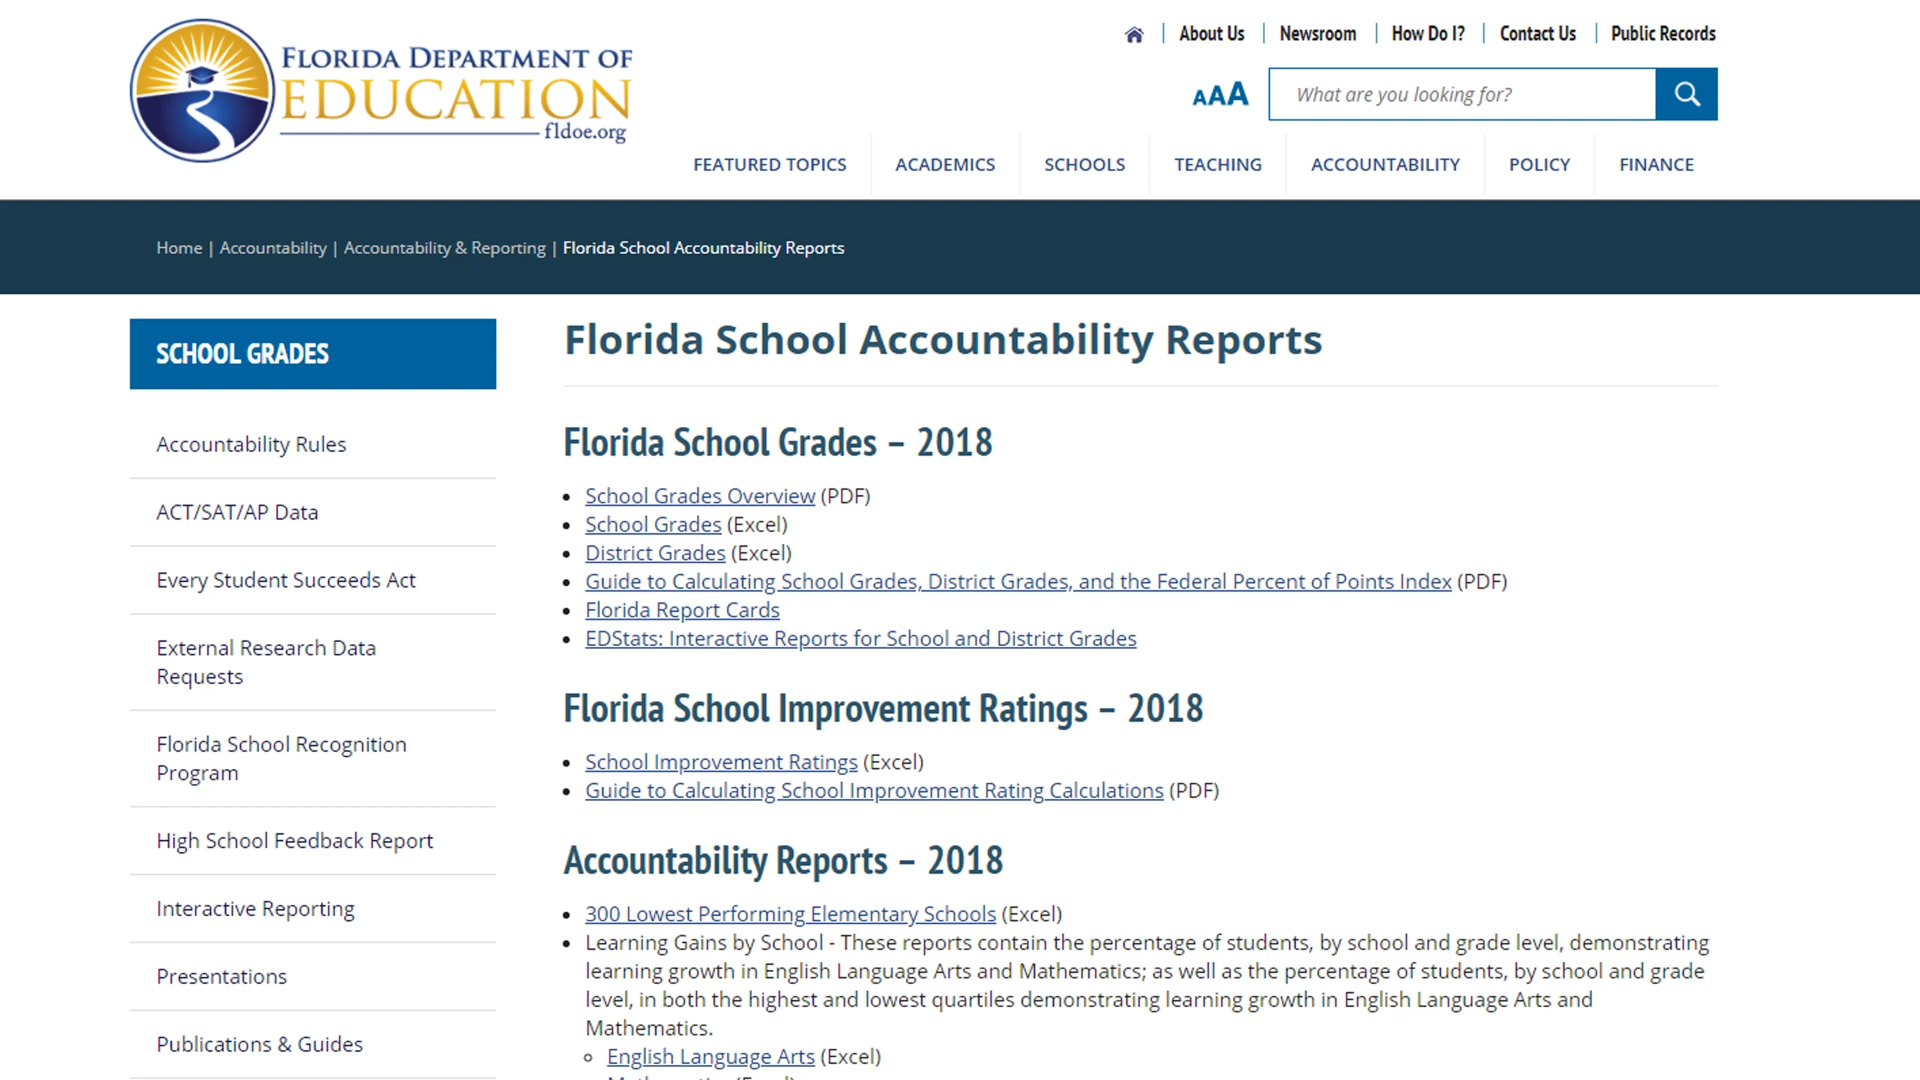 FLORIDA DEPARTMENT OF
EDUCATION
fldoe.org
About Us
Newsroom
How Do I?
Contact Us
Public Records
AAA
What are you looking for?
FEATURED TOPICS
ACADEMICS
SCHOOLS
TEACHING
ACCOUNTABILITY
POLICY
FINANCE
Home | Accountability | Accountability & Reporting | Florida School Accountability Reports
SCHOOL GRADES
Accountability Rules
ACT/SAT/AP Data
Every Student Succeeds Act
External Research Data
Requests
Florida School Recognition
Program
High School Feedback Report
Interactive Reporting
Presentations
Publications & Guides
Florida School Accountability Reports
Florida School Grades – 2018
School Grades Overview (PDF)
School Grades (Excel)
District Grades (Excel)
Guide to Calculating School Grades, District Grades, and the Federal Percent of Points Index (PDF)
Florida Report Cards
EDStats: Interactive Reports for School and District Grades
Florida School Improvement Ratings – 2018
School Improvement Ratings (Excel)
Guide to Calculating School Improvement Rating Calculations (PDF)
Accountability Reports – 2018
300 Lowest Performing Elementary Schools (Excel)
Learning Gains by School - These reports contain the percentage of students, by school and grade level, demonstrating
learning growth in English Language Arts and Mathematics; as well as the percentage of students, by school and grade
level, in both the highest and lowest quartiles demonstrating learning growth in English Language Arts and
Mathematics.
English Language Arts (Excel)